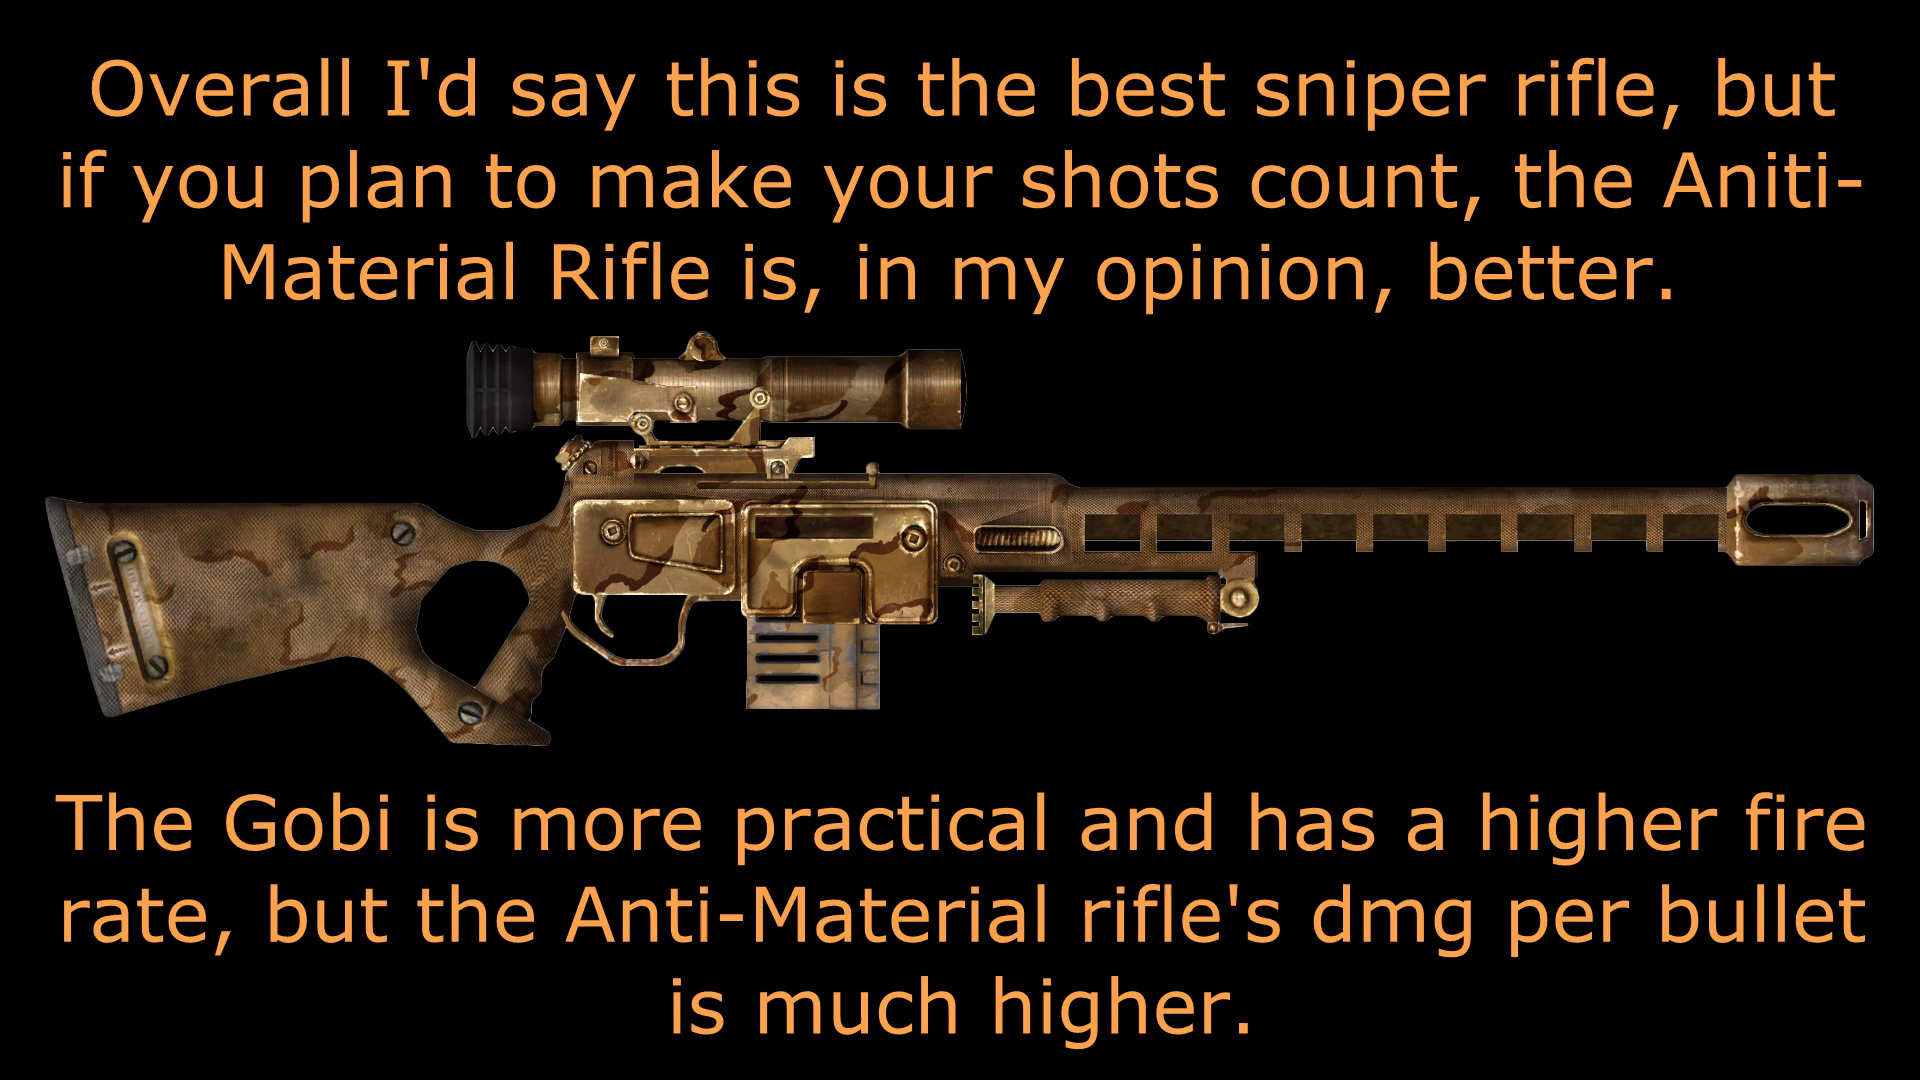 Overall I'd say this is the best sniper rifle, but
if you plan to make your shots count, the Aniti-
Material Rifle is, in my opinion, better.
The Gobi is more practical and has a higher fire
rate, but the Anti-Material rifle's dmg per bullet
is much higher.